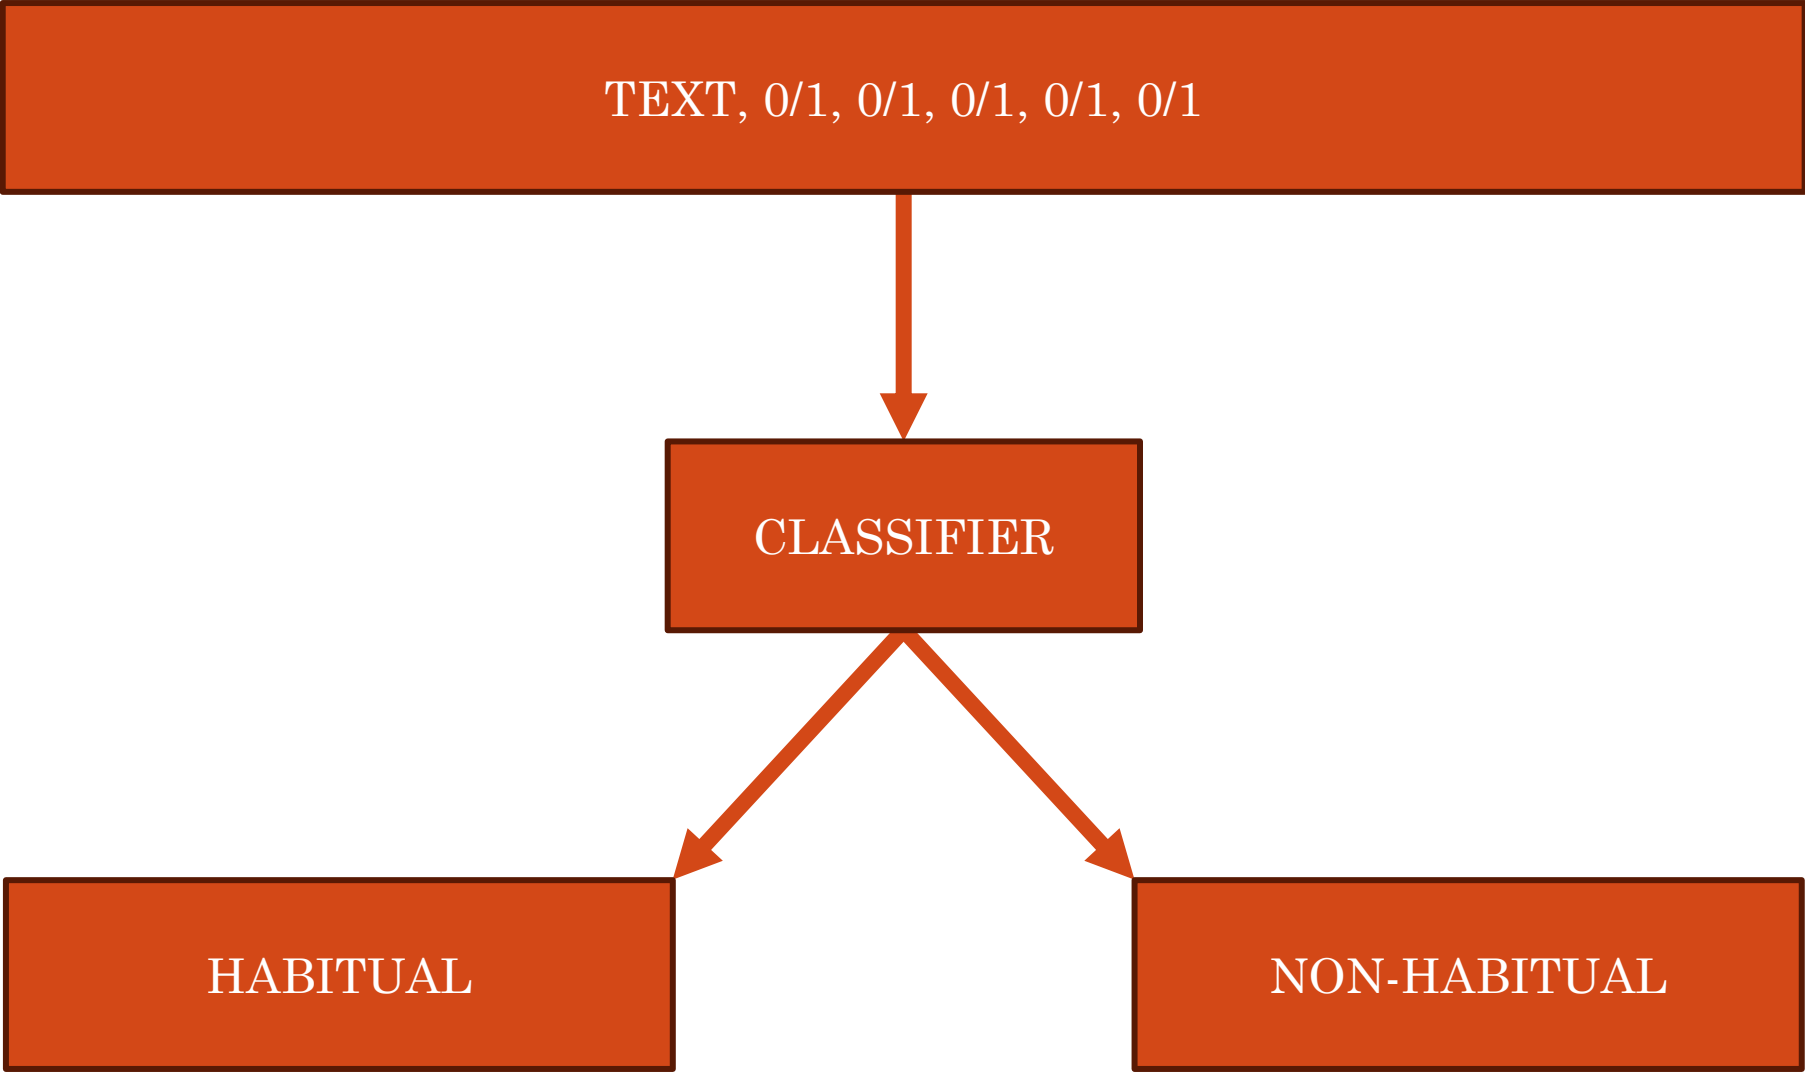 TEXT, 0/1, 0/1, 0/1, 0/1, 0/1
CLASSIFIER
HABITUAL
NON-HABITUAL